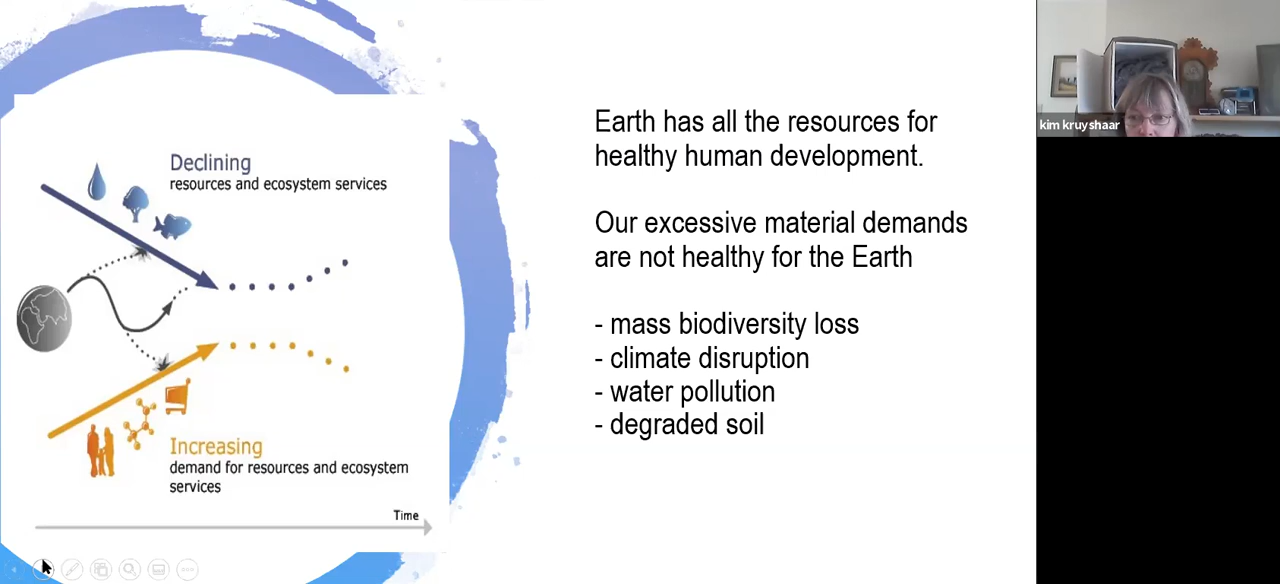 Declining
resources and ecosystem services
Increasing
demand for resources and ecosystem
services
Time
Earth has all the resources for
healthy human development.
Our excessive material demands
are not healthy for the Earth
- mass biodiversity loss
- climate disruption
- water pollution
- degraded soil
kim kruyshaar